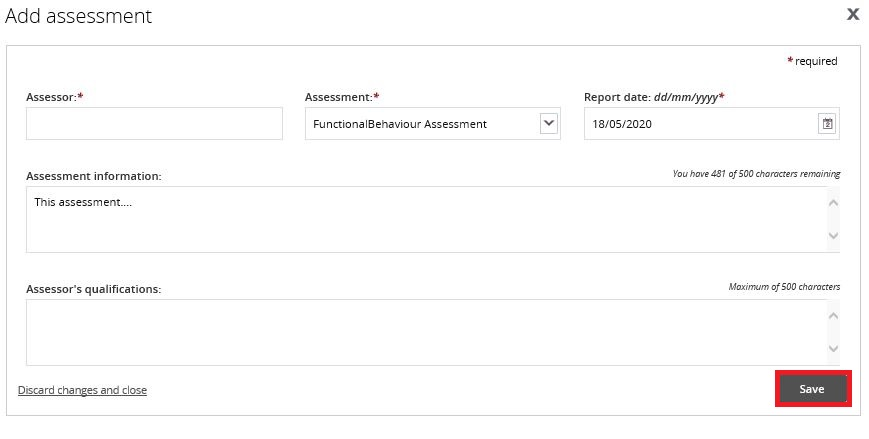 Add assessment X
* required
Assessor:* Assessment:* Report date: dd/mm/yyyy*
FunctionalBehaviour Assessment 18/05/2020
Assessment information: You have 481 of 500 characters remaining
This assessment....
Assessor's qualifications: Maximum of 500 characters
Discard changes and close Save